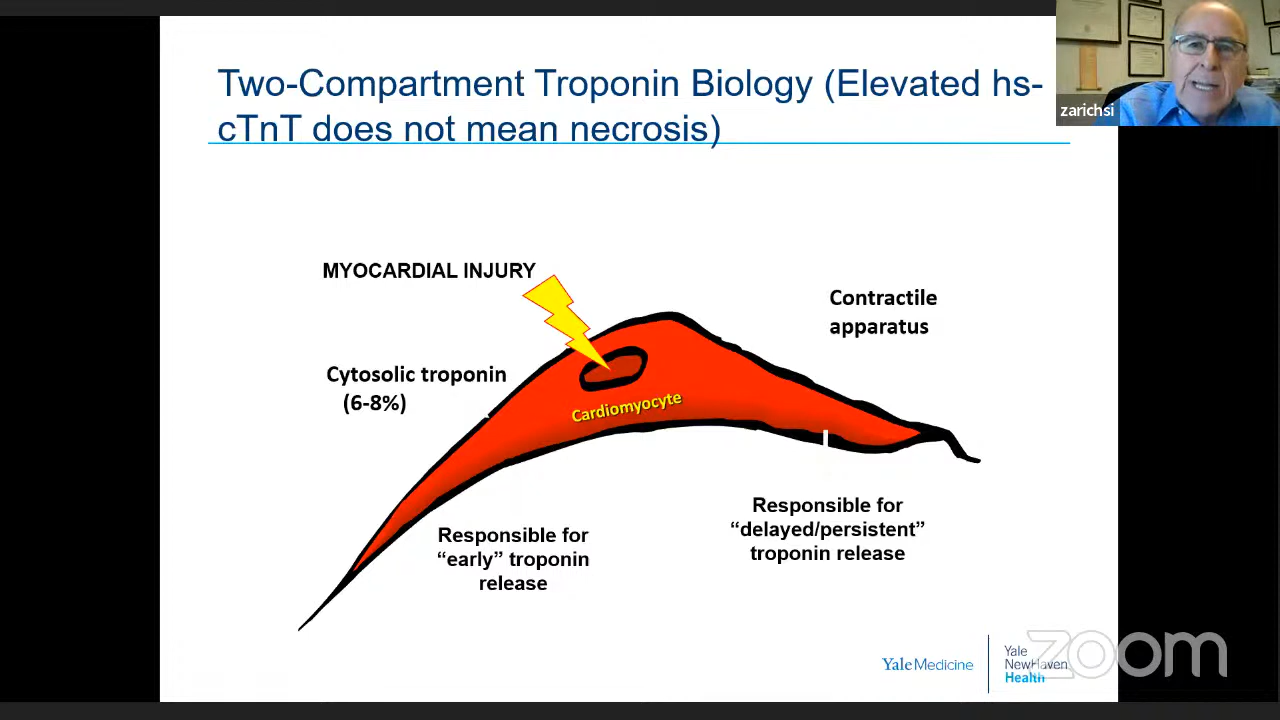 zarichsi
Two-Compartment Troponin Biology (Elevated hs-
cTnT does not mean necrosis)
MYOCARDIAL INJURY
Contractile
apparatus
Cytosolic troponin
(6-8%)
Cardiomyocyte
Responsible for
“early” troponin
release
Responsible for
“delayed/persistent”
troponin release
Yale Medicine
Yale
NewHaven
Health
zoom